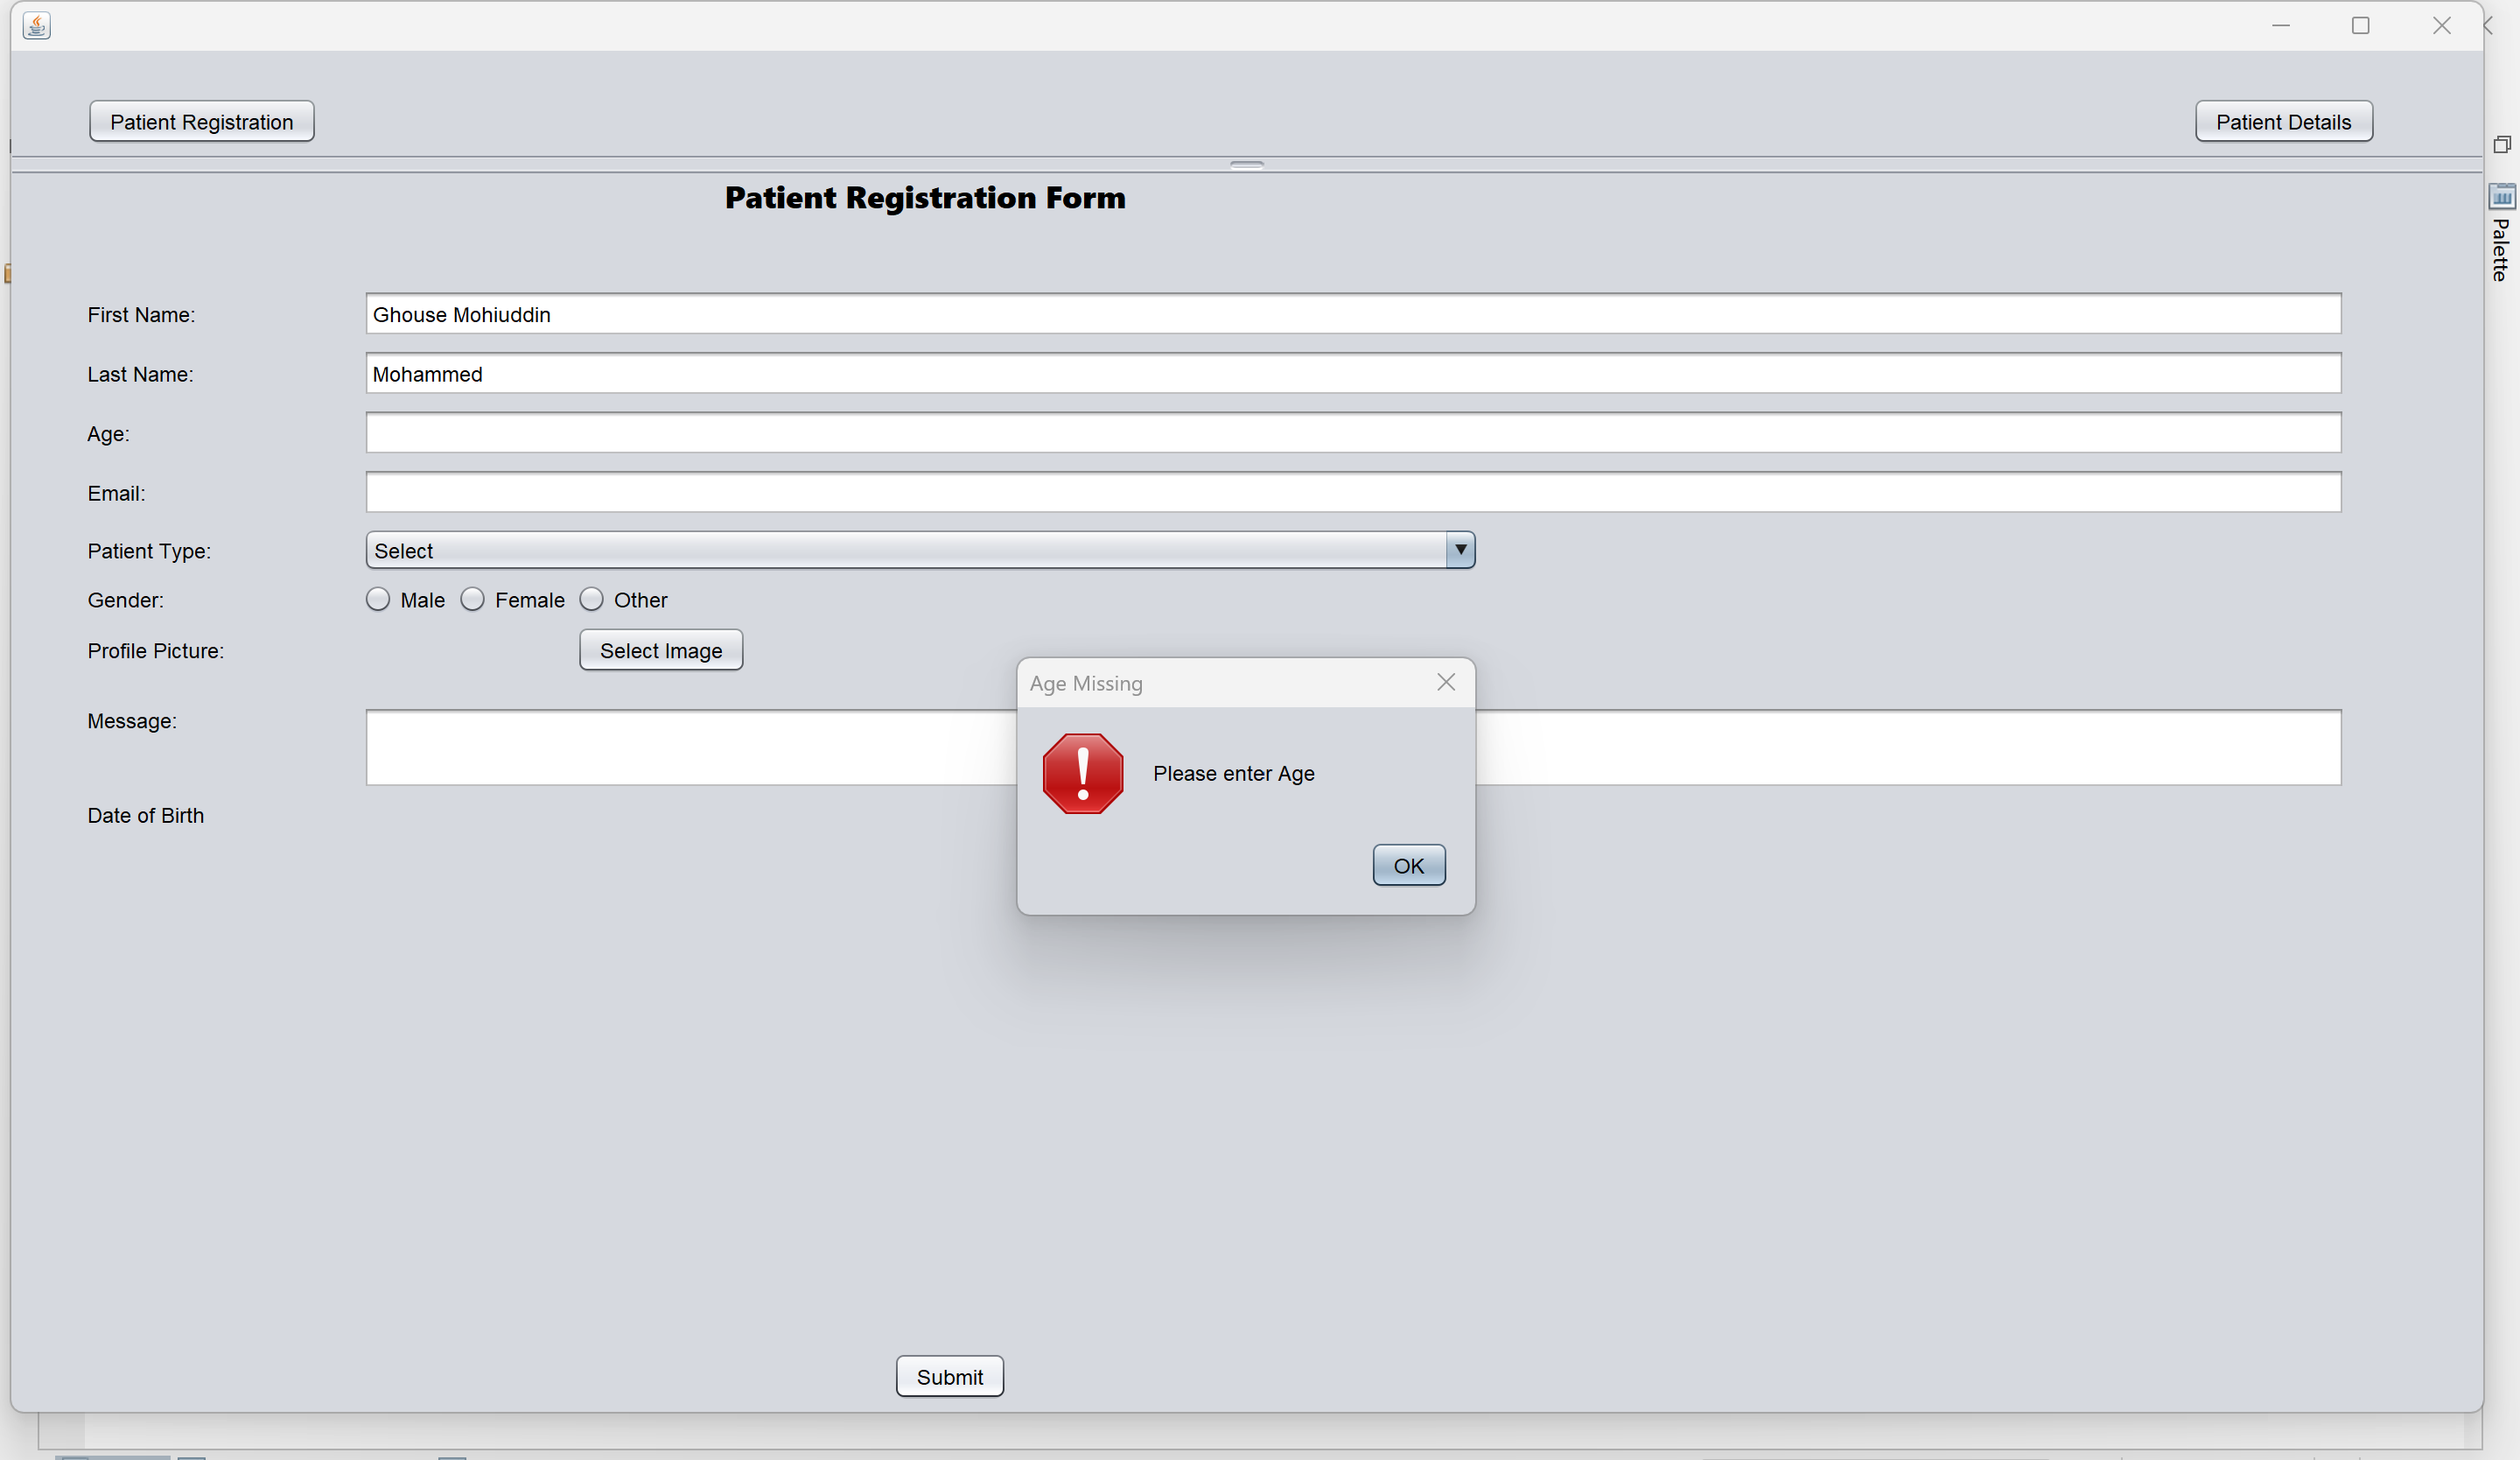 Patient Registration
Patient Details
Palette
Patient Registration Form
First Name:
Ghouse Mohiuddin
Last Name:
Mohammed
Age:
Email:
Patient Type:
Select
Gender:
Male
Female
Other
Profile Picture:
Select Image
Age Missing
Message:
Please enter Age
Date of Birth
OK
Submit